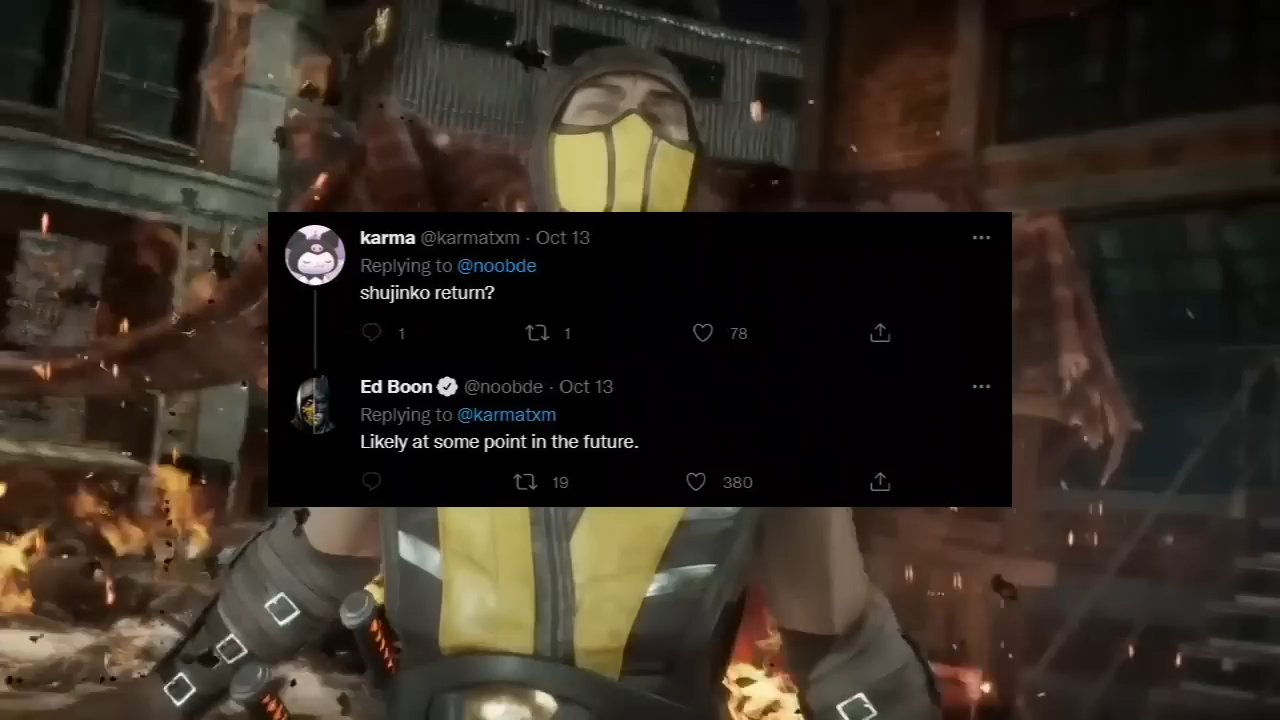 karma @karmatxm · Oct 13
Replying to @noobde
shujinko return?
1 1 78
Ed Boon @noobde · Oct 13
Replying to @karmatxm
Likely at some point in the future.
19 380